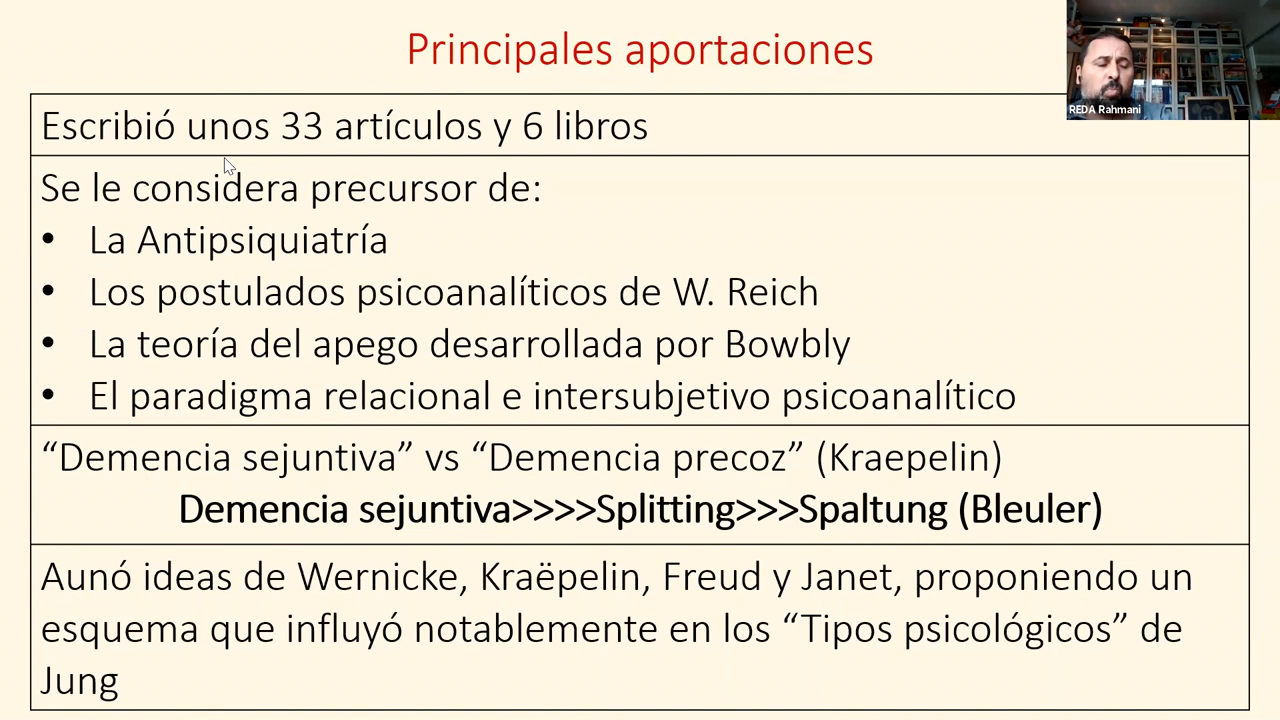 Principales aportaciones
REDA Rahmani
Escribió unos 33 artículos y 6 libros
Se le considera precursor de:
• La Antipsiquiatría
• Los postulados psicoanalíticos de W. Reich
• La teoría del apego desarrollada por Bowbly
• El paradigma relacional e intersubjetivo psicoanalítico
“Demencia sejuntiva” vs “Demencia precoz” (Kraepelin)
Demencia sejuntiva>>>>Splitting>>>Spaltung (Bleuler)
Aunó ideas de Wernicke, Kraëpelin, Freud y Janet, proponiendo un
esquema que influyó notablemente en los “Tipos psicológicos” de
Jung